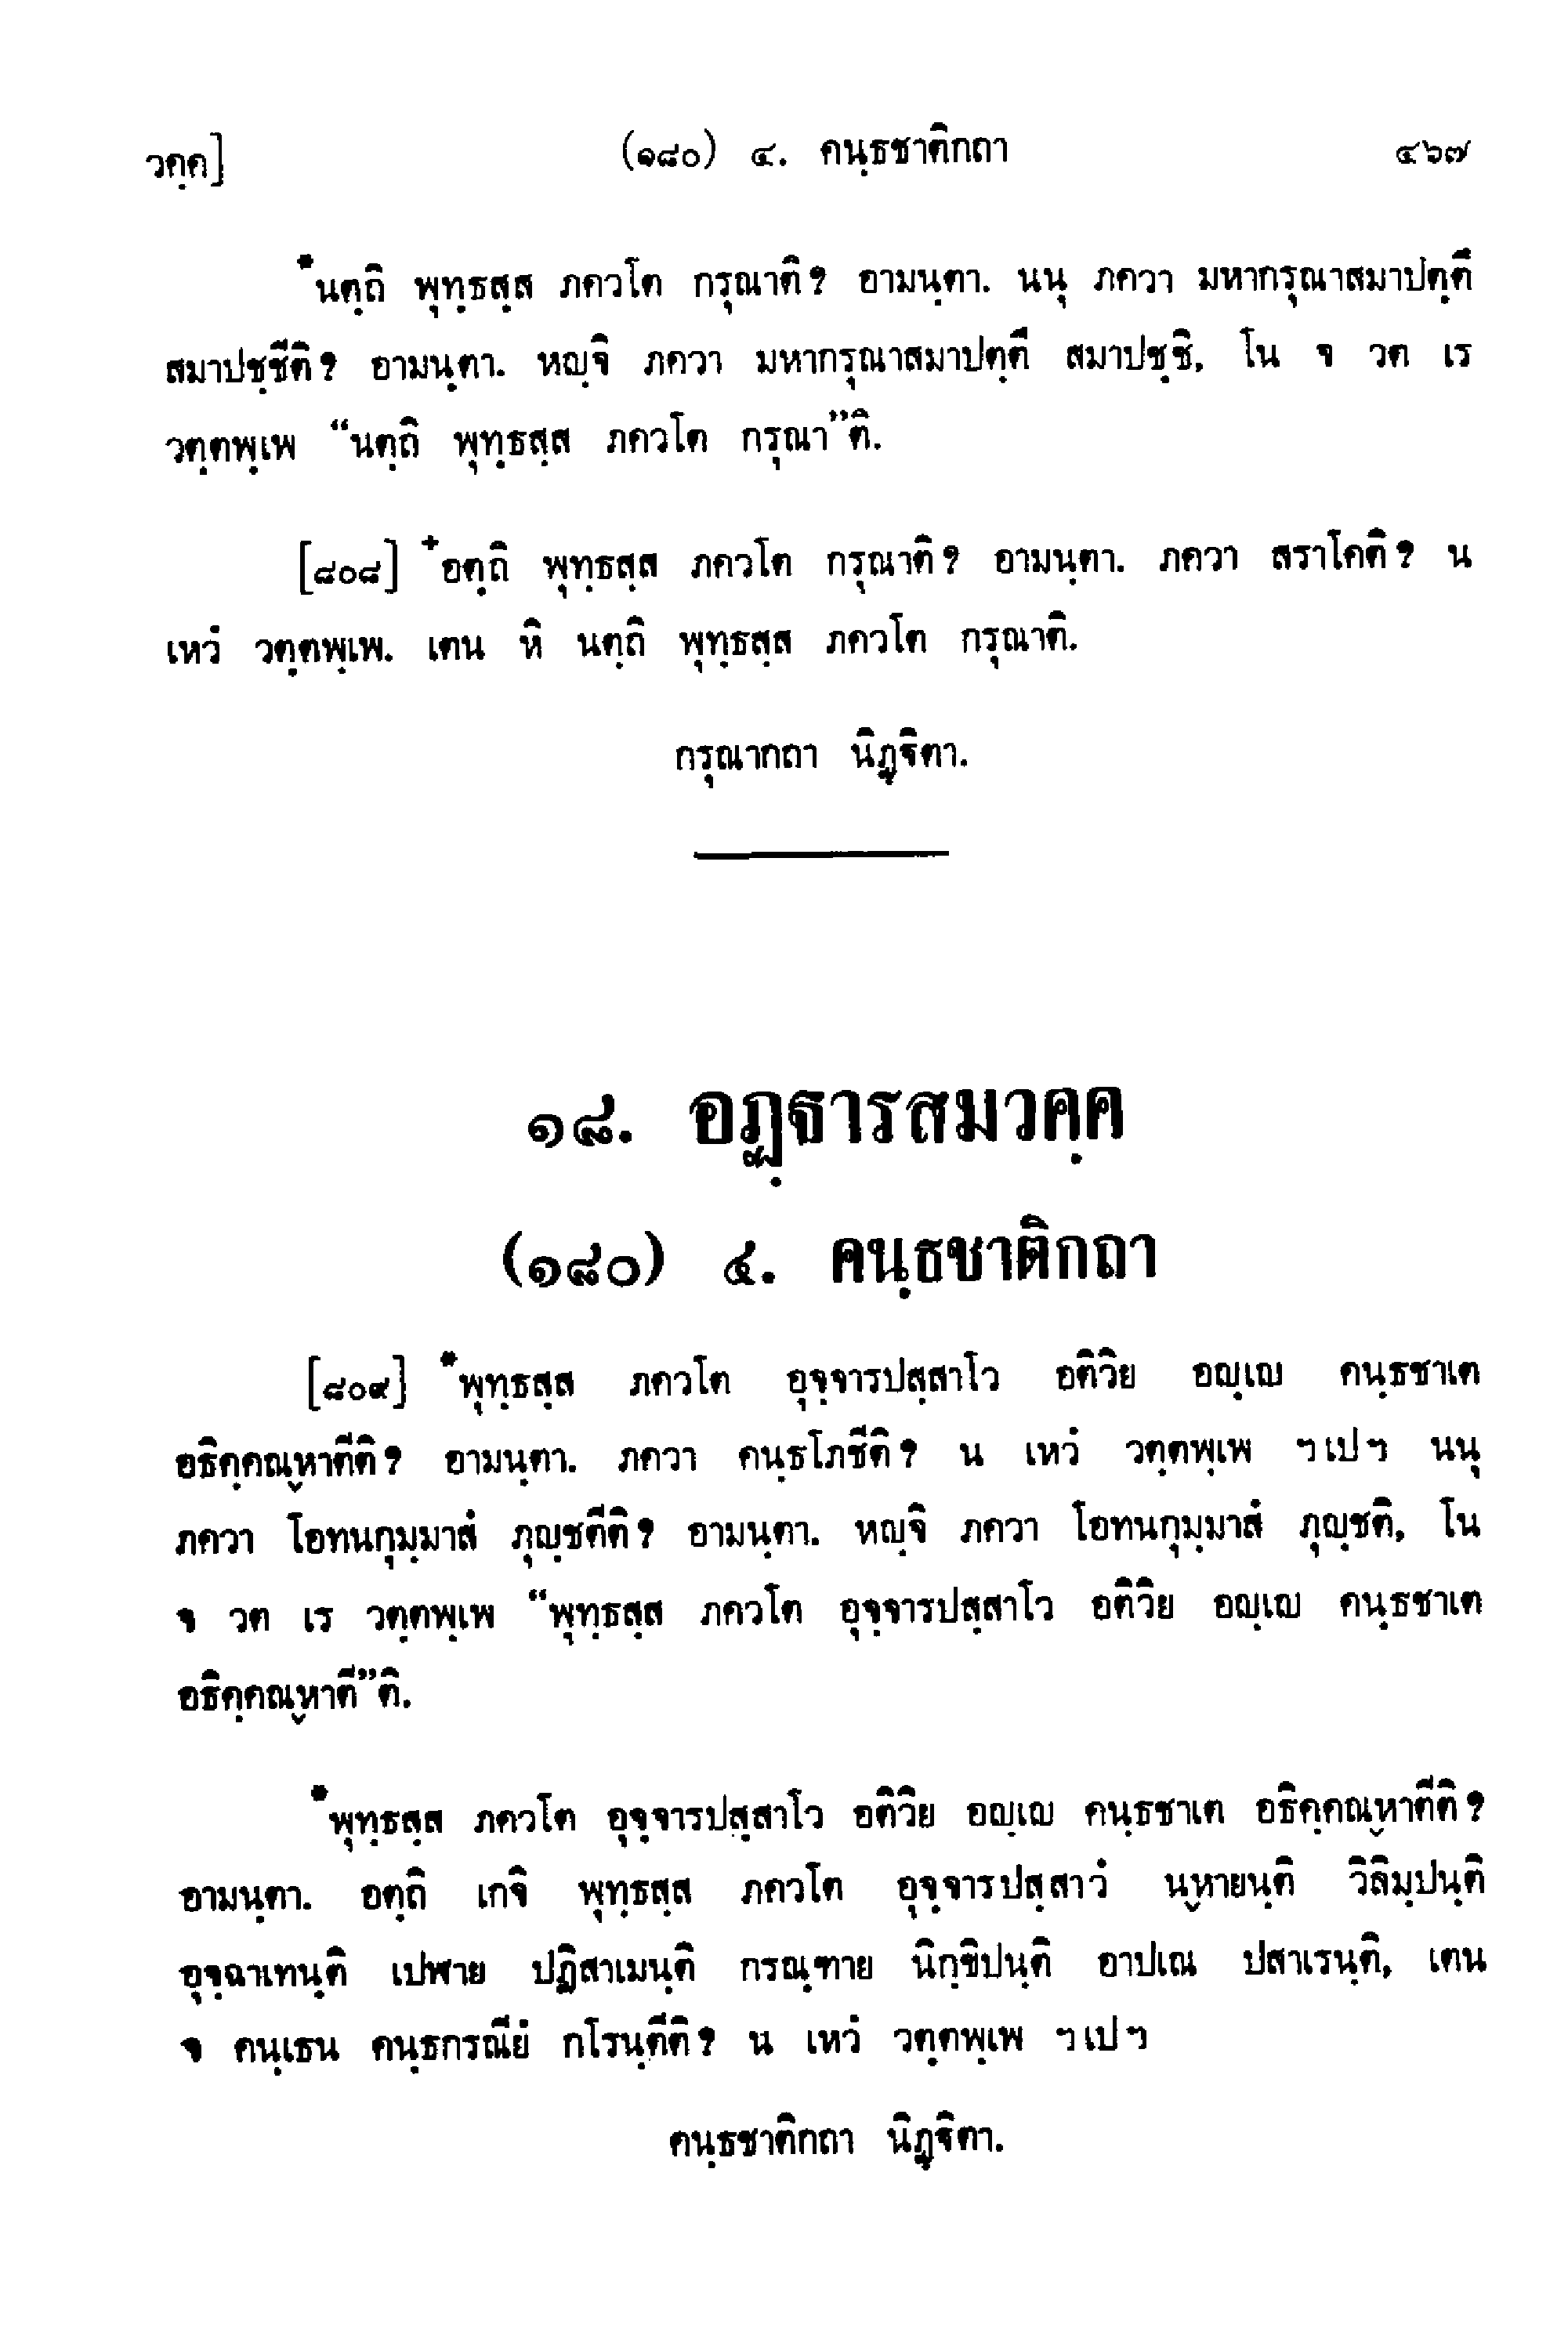 วคฺค]
(๑๘๐) ๔. คนฺธชาติกถา
๔๖๗
*นตฺถิ พุทฺธสฺส ภควโต กรุณาติ? อามนฺตา. นนุ ภควา มหากรุณาสมาปตฺตึ
สมาปชฺชีติ? อามนฺตา. หญฺจิ ภควา มหากรุณาสมาปตฺตึ สมาปชฺชิ, โน จ วต เร
วตฺตพฺเพ “นตฺถิ พุทฺธสฺส ภควโต กรุณา”ติ.
[๘๐๘] +อตฺถิ พุทฺธสฺส ภควโต กรุณาติ? อามนฺตา. ภควา สราโคติ? น
เหวํ วตฺตพฺเพ. เตน หิ นตฺถิ พุทฺธสฺส ภควโต กรุณาติ.
กรุณากถา นิฏฺฐิตา.
๑๘. อฏฺฐารสมวคฺค
(๑๘๐) ๔. คนฺธชาติกถา
[๘๐๙] *พุทฺธสฺส ภควโต อุจฺจารปสฺสาโว อติวิย อญฺเญ คนฺธชาเต
อธิคฺคณฺหาตีติ? อามนฺตา. ภควา คนฺธโภชีติ? น เหวํ วตฺตพฺเพ ฯเปฯ นนุ
ภควา โอทนกุมฺมาสํ ภุญฺชตีติ? อามนฺตา. หญฺจิ ภควา โอทนกุมฺมาสํ ภุญฺชติ, โน
จ วต เร วตฺตพฺเพ “พุทฺธสฺส ภควโต อุจฺจารปสฺสาโว อติวิย อญฺเญ คนฺธชาเต
อธิคฺคณฺหาตี”ติ.
*พุทฺธสฺส ภควโต อุจฺจารปสฺสาโว อติวิย อญฺเญ คนฺธชาเต อธิคฺคณฺหาตีติ?
อามนฺตา. อตฺถิ เกจิ พุทฺธสฺส ภควโต อุจฺจารปสฺสาวํ นฺหายนฺติ วิลิมฺปนฺติ
อุจฺฉาเทนฺติ เปฬาย ปฏิสาเมนฺติ กรณฺฑาย นิกฺขิปนฺติ อาปเณ ปสาเรนฺติ, เตน
จ คนฺเธน คนฺธกรณียํ กโรนฺตีติ? น เหวํ วตฺตพฺเพ ฯเปฯ
คนฺธชาติกถา นิฏฺฐิตา.